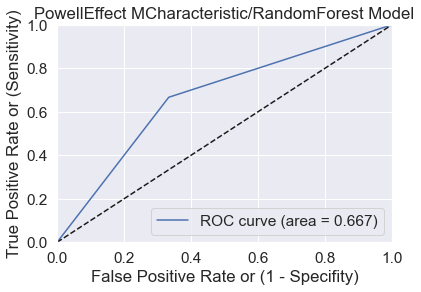 PowellEffect MCharacteristic/RandomForest Model
True Positive Rate or (Sensitivity)
1.0
0.8
0.6
0.4
0.2
0.0
ROC curve (area = 0.667)
0.0 0.2 0.4 0.6 0.8 1.0
False Positive Rate or (1 - Specifity)